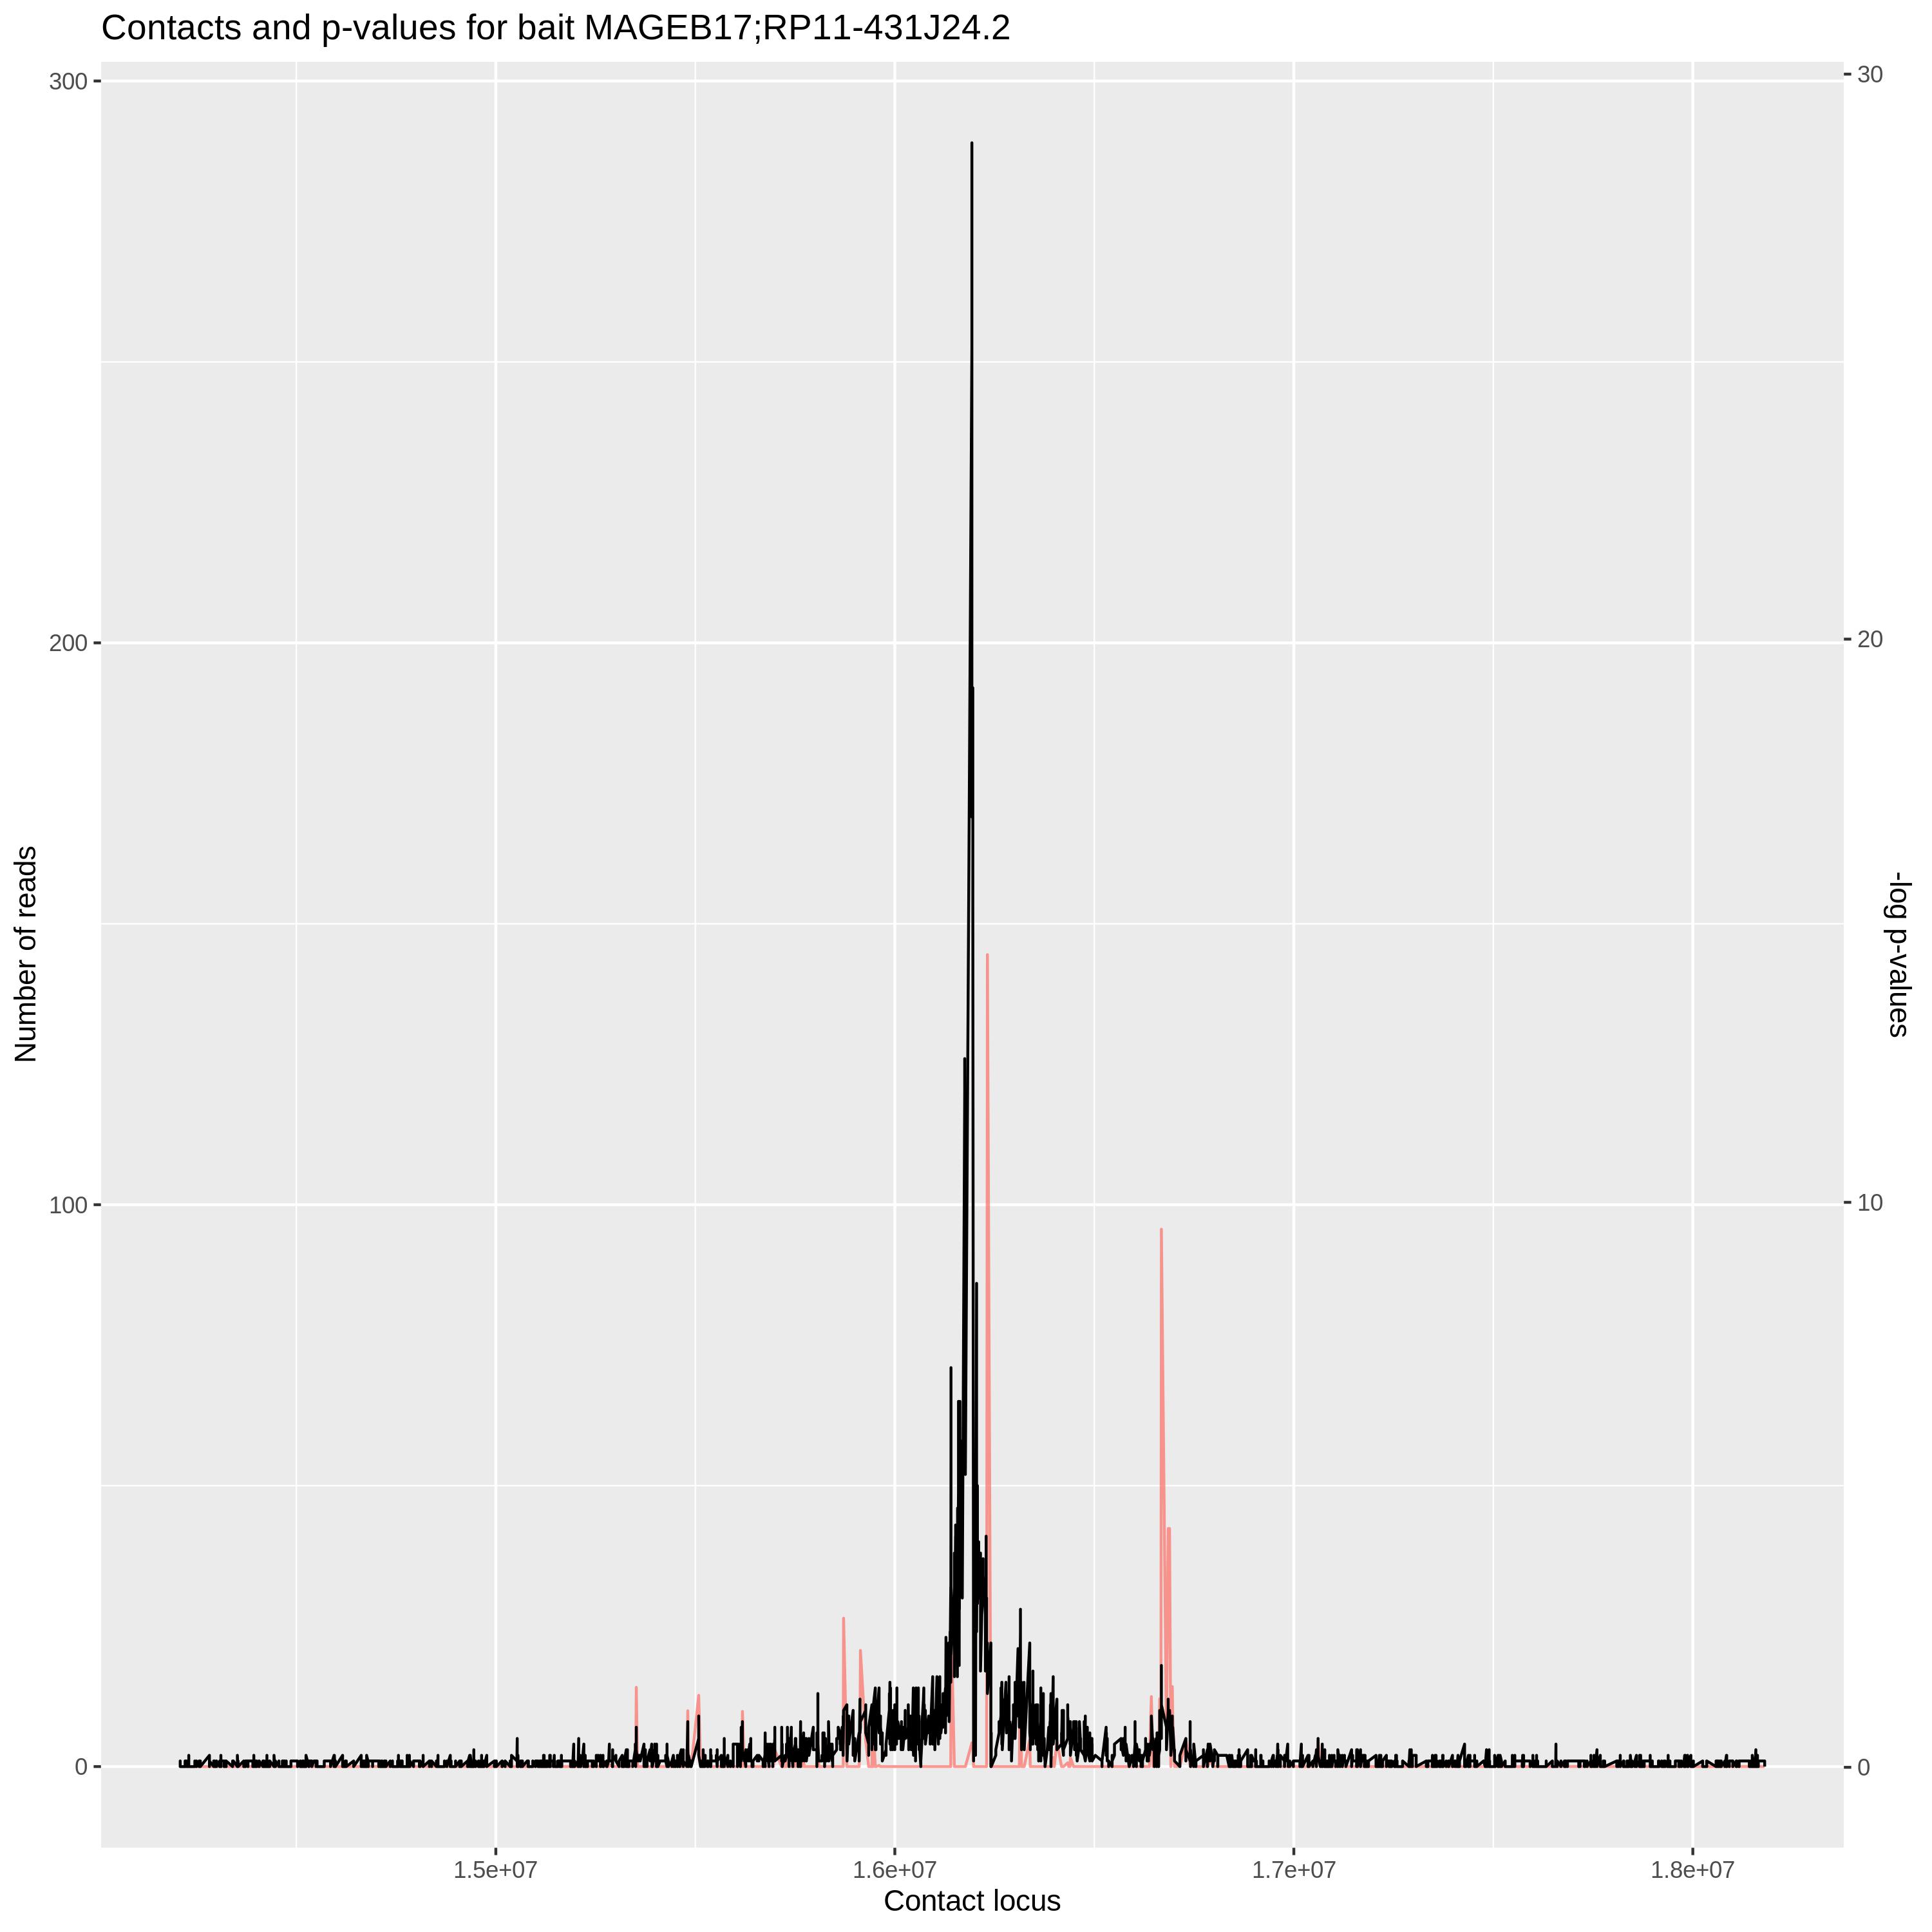 Contacts and p-values for bait MAGEB17;RP11-431J24.2
300
200
100
0
Number of reads
30
20
10
0
-log p-values
1.5e+07
1.6e+07
1.7e+07
1.8e+07
Contact locus